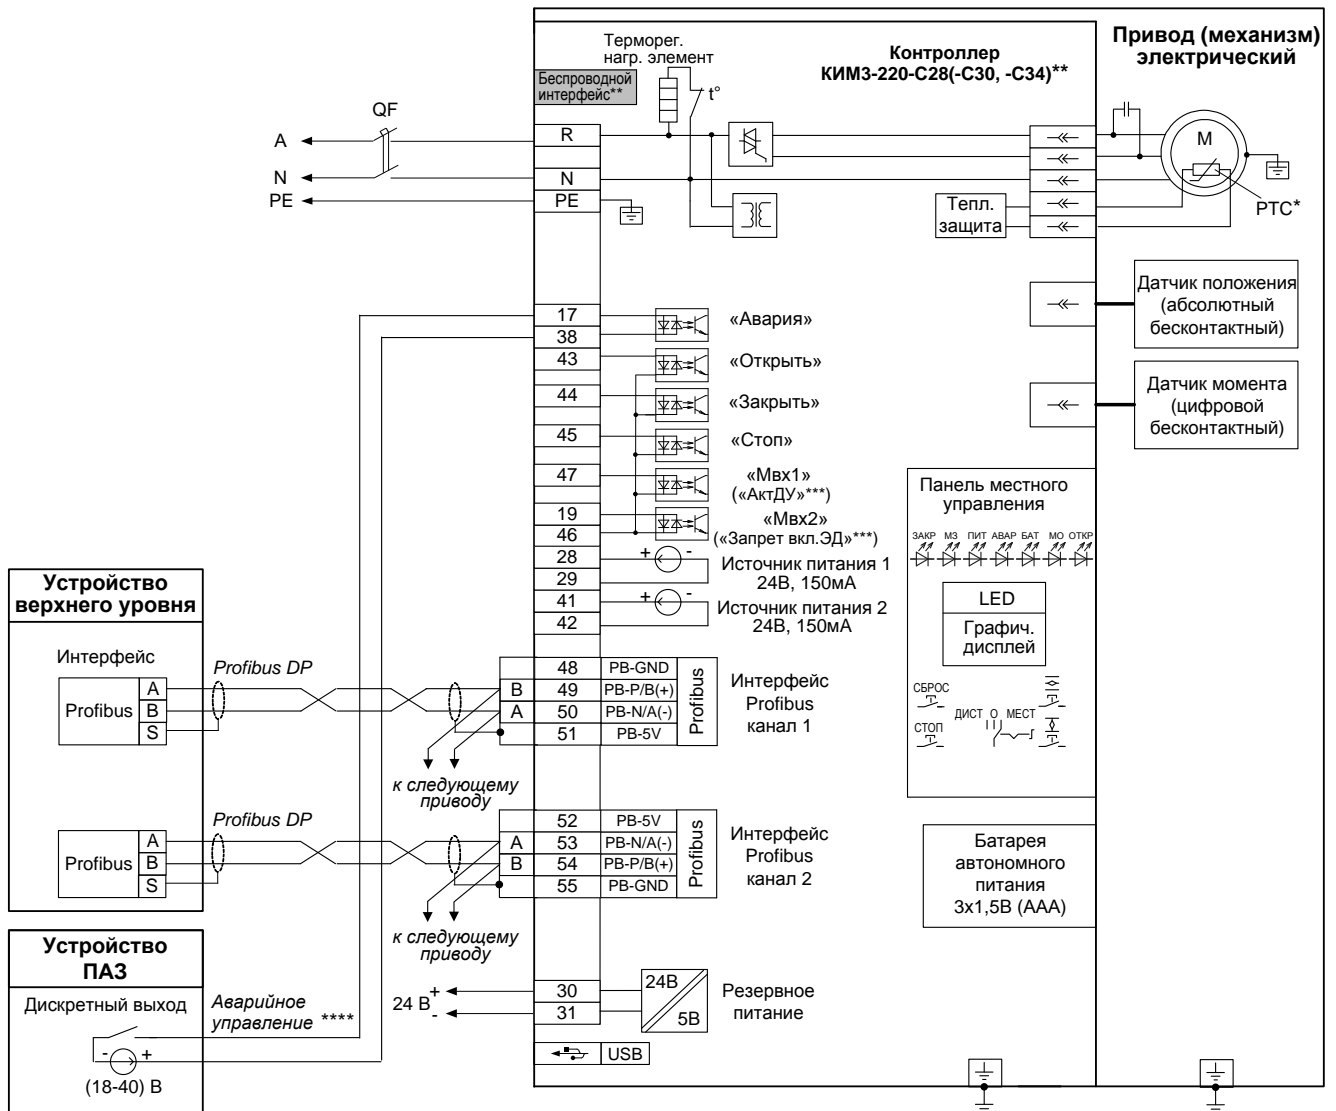 Терморег.
нагр. элемент
Контроллер
КИМ3-220-С28(-С30, -С34)**
Привод (механизм)
электрический
Беспроводной
интерфейс**
t°
QF
A
N
PE
R
N
PE
M
PTC*
Тепл.
защита
Датчик положения
(абсолютный
бесконтактный)
Датчик момента
(цифровой
бесконтактный)
17
38
«Авария»
43
«Открыть»
44
«Закрыть»
45
«Стоп»
47
«Мвх1»
(«АктДУ»***)
19
46
«Мвх2»
(«Запрет вкл.ЭД»***)
28
29
+ -
Источник питания 1
24В, 150мА
41
42
+ -
Источник питания 2
24В, 150мА
Панель местного
управления
ЗАКР МЗ ПИТ АВАР БАТ МО ОТКР
LED
Графич.
дисплей
СБРОС
СТОП
ДИСТ О МЕСТ
Батарея
автономного
питания
3х1,5В (ААА)
Устройство
верхнего уровня
Интерфейс
Profibus
A
B
S
Profibus DP
B
A
48 PB-GND
49 PB-P/B(+)
50 PB-N/A(-)
51 PB-5V
Profibus
Интерфейс
Profibus
канал 1
к следующему
приводу
Profibus
A
B
S
Profibus DP
A
B
52 PB-5V
53 PB-N/A(-)
54 PB-P/B(+)
55 PB-GND
Profibus
Интерфейс
Profibus
канал 2
к следующему
приводу
Устройство
ПАЗ
Дискретный выход
- +
(18-40) В
Аварийное
управление ****
24 В
+
-
30
31
24В
5В
Резервное
питание
USB